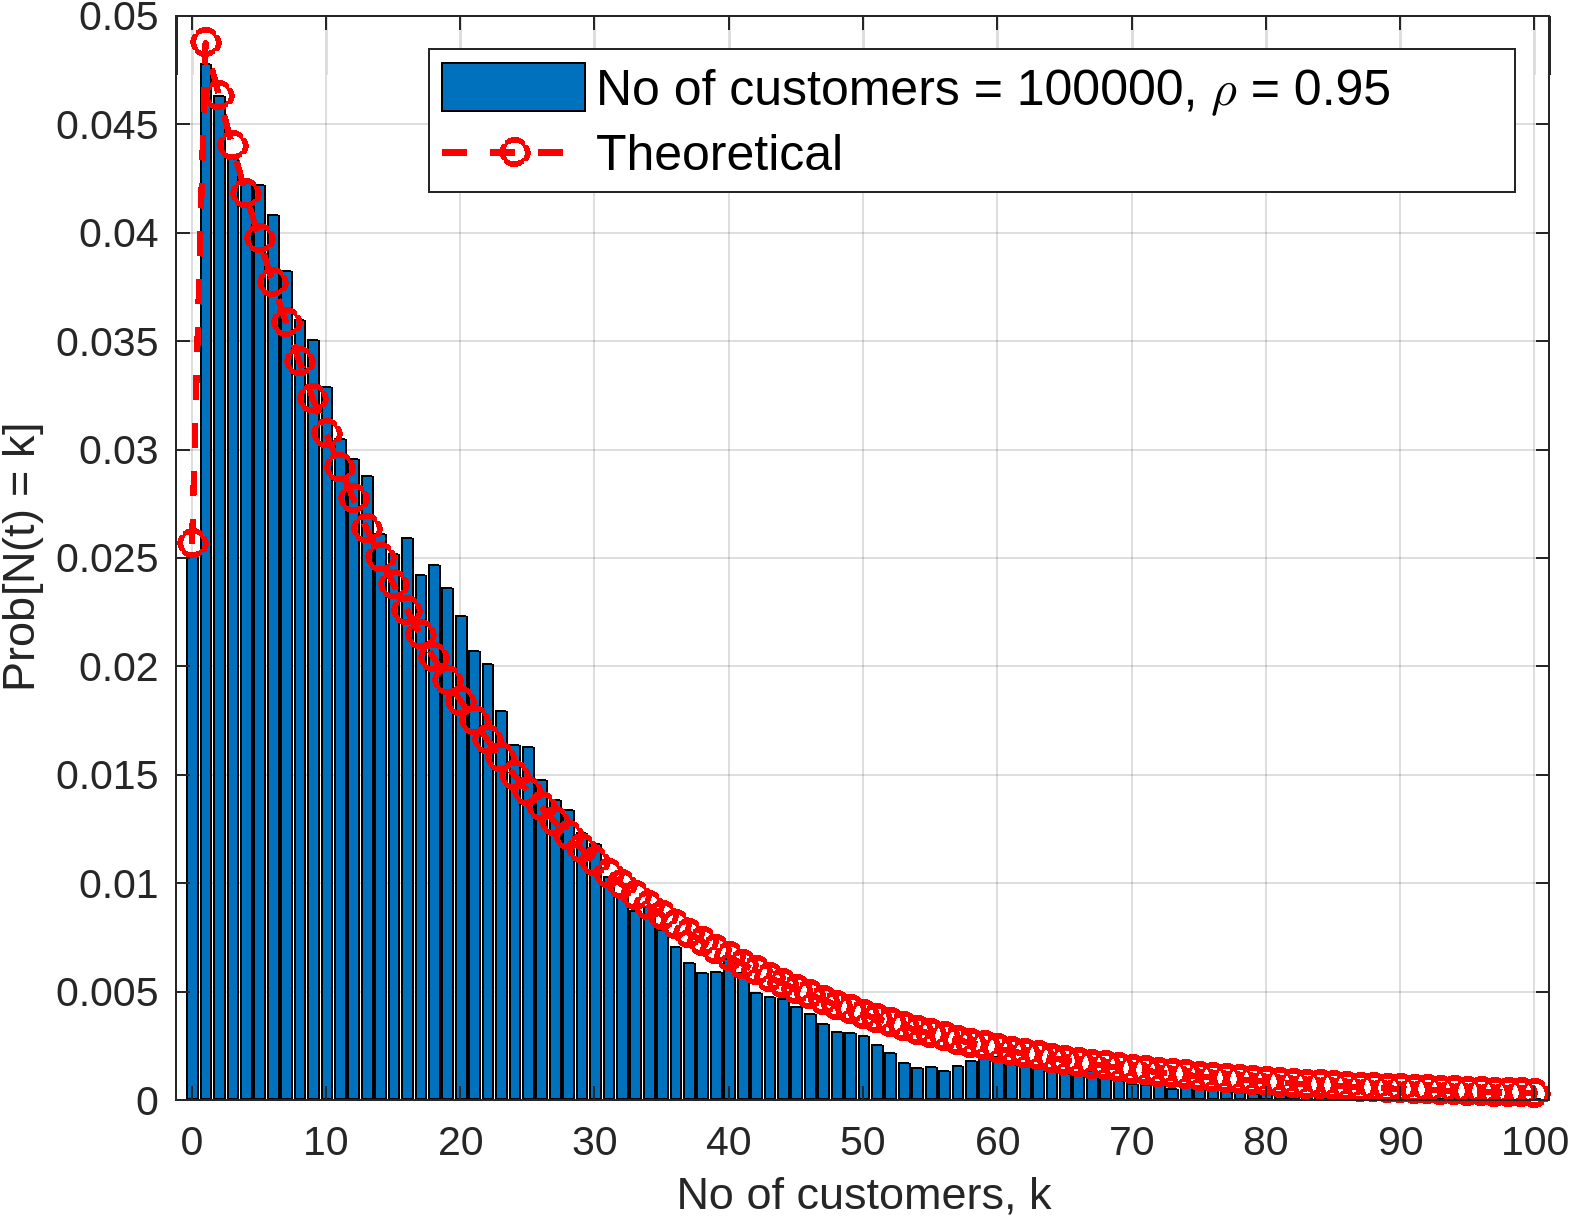 No of customers = 100000, ρ = 0.95
Theoretical
0.05
0.045
0.04
0.035
0.03
0.025
0.02
0.015
0.01
0.005
0
Prob[N(t) = k]
0 10 20 30 40 50 60 70 80 90 100
No of customers, k